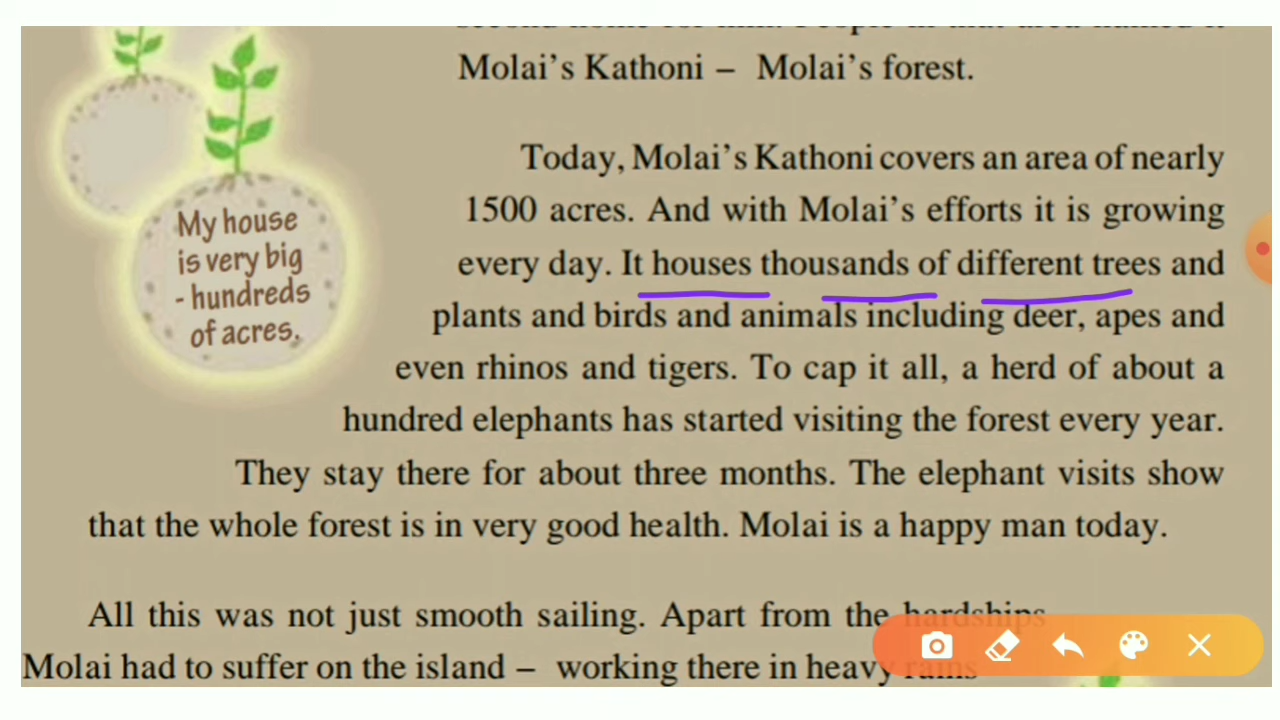 Molai's Kathoni – Molai's forest.
Today, Molai's Kathoni covers an area of nearly
1500 acres. And with Molai's efforts it is growing
every day. It houses thousands of different trees and
plants and birds and animals including deer, apes and
even rhinos and tigers. To cap it all, a herd of about a
hundred elephants has started visiting the forest every year.
They stay there for about three months. The elephant visits show
that the whole forest is in very good health. Molai is a happy man today.
My house
is very big
- hundreds
of acres.
All this was not just smooth sailing. Apart from the hardships
Molai had to suffer on the island – working there in heavy rains